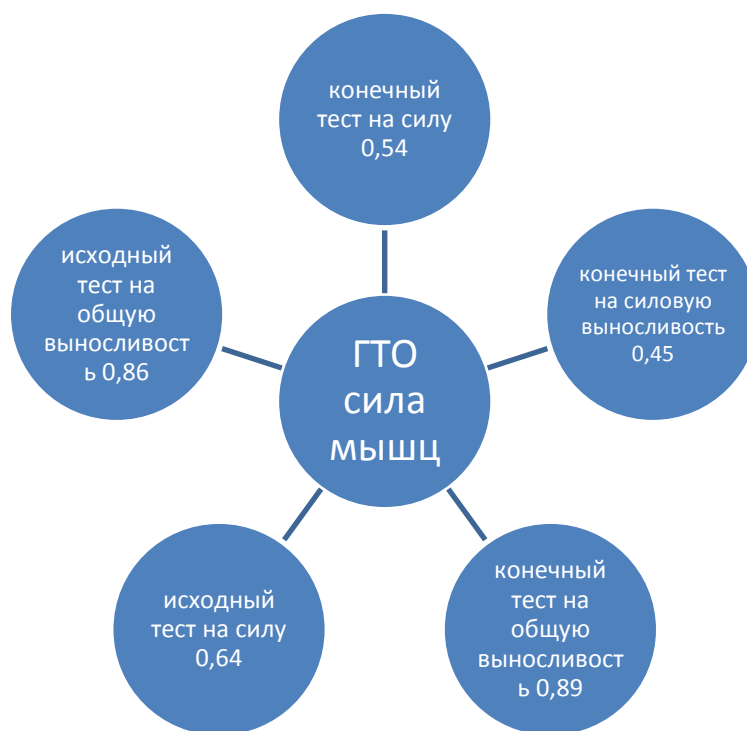 конечный
тест на силу
0,54
исходный
тест на
общую
выносливост
ь 0,86
конечный тест
на силовую
выносливость
0,45
ГТО
сила
мышц
исходный
тест на силу
0,64
конечный
тест на
общую
выносливост
ь 0,89